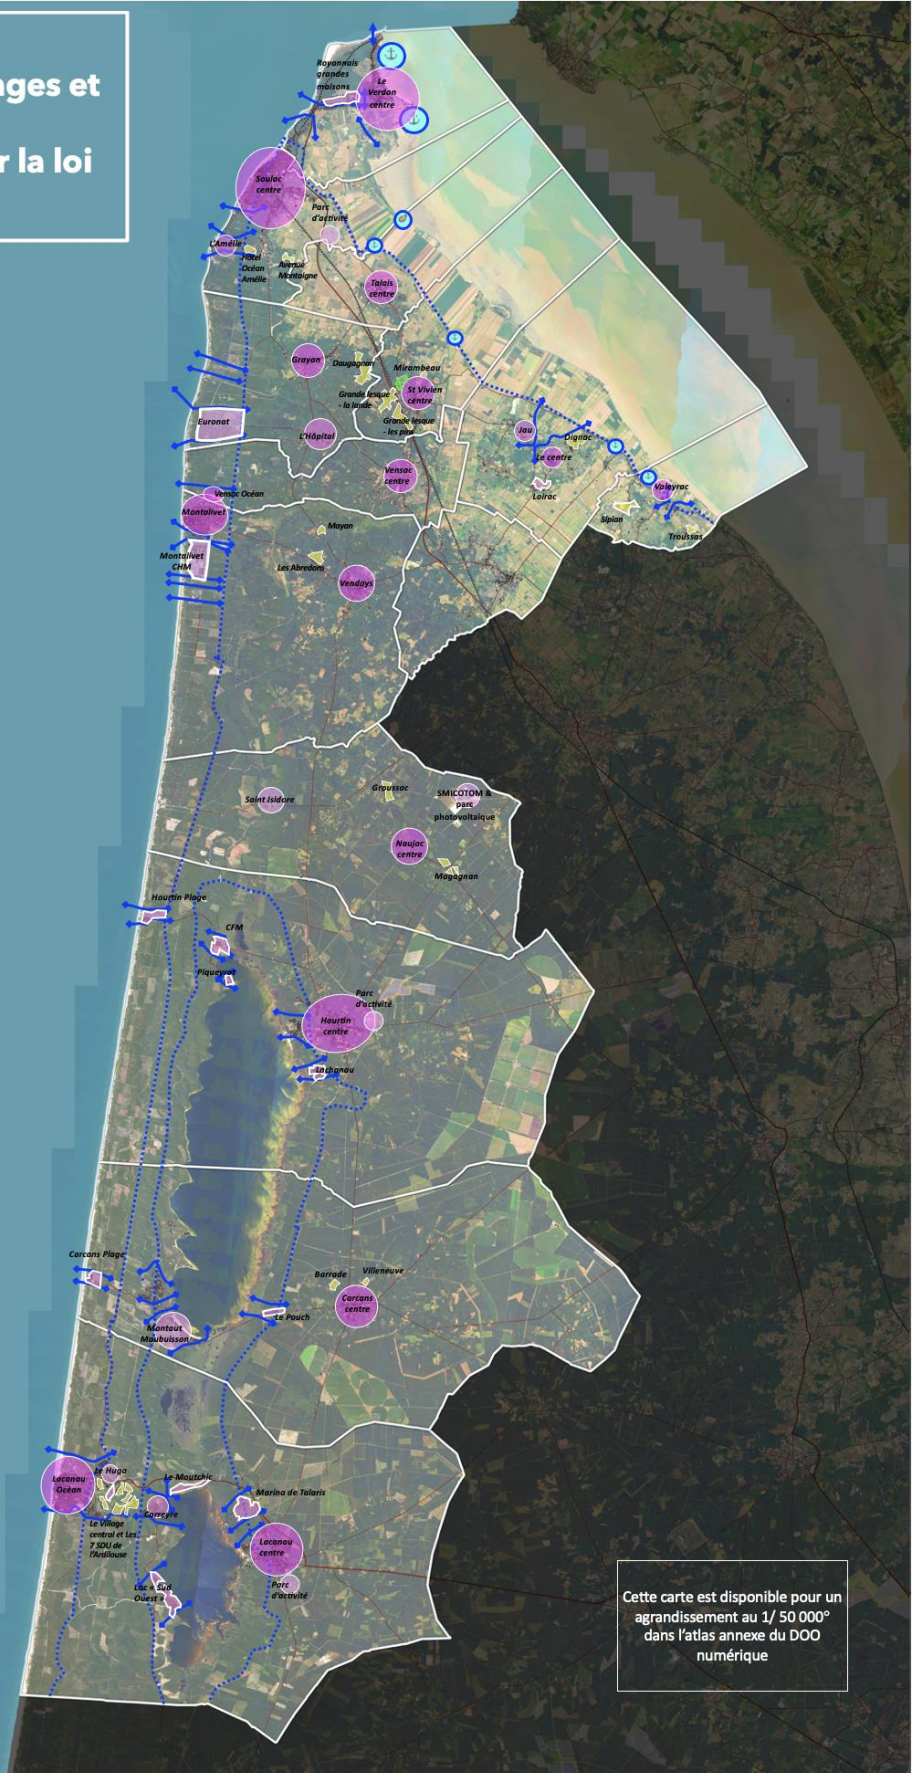 ages et
r la loi
Royannais
grandes
maisons
Le
Verdon
centre
Soulac
centre
Parc
d'activité
L'Amélie
Hôtel
Océan
Amélie
Avenue
Montaigne
Talais
centre
Grayan
Daugagnan
Mirambeau
Grande lesque
- la lande
St Vivien
centre
Grande lesque
- les pins
Euronat
L'Hôpital
Jau
Dignac
Le centre
Vensac
centre
Loirac
Valeyrac
Sipian
Troussas
Vensac Océan
Montalivet
Mayan
Montalivet
CHM
Les Abredons
Vendays
Saint Isidore
Groussac
SMICOTOM &
parc
photovoltaïque
Naujac
centre
Magagnan
Hourtin Plage
CFM
Piqueyrot
Parc
d'activité
Hourtin
centre
Lachanau
Carcans Plage
Barrade
Villeneuve
Carcans
centre
Le Pouch
Montaut
Maubuisson
Le Huga
Le Moutchic
Lacanau
Océan
Marina de Talaris
Carreyre
Le Village
central et Les
7 SDU de
l'Ardilouse
Lacanau
centre
Lac « Sud
Ouest »
Parc
d'activité
Cette carte est disponible pour un
agrandissement au 1/ 50 000°
dans l'atlas annexe du DOO
numérique